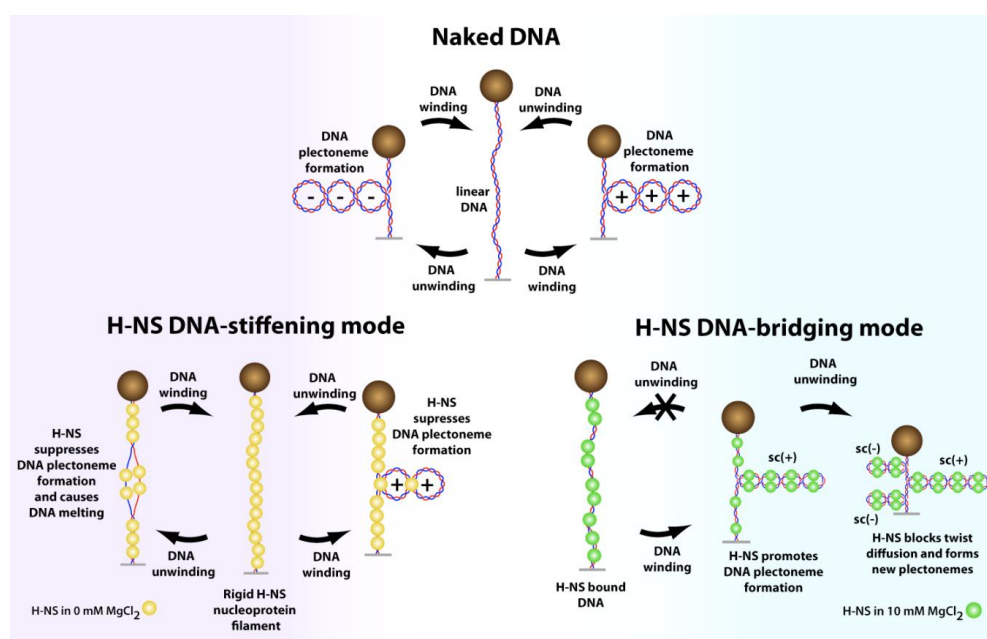 Naked DNA
DNA
winding
DNA
unwinding
DNA
plectoneme
formation
DNA
plectoneme
formation
- - -
linear
DNA
+ + +
DNA
unwinding
DNA
winding
H-NS DNA-stiffening mode
DNA
winding
DNA
unwinding
H-NS
suppresses
DNA plectoneme
formation
and causes
DNA melting
H-NS
supresses
DNA plectoneme
formation
+ +
DNA
unwinding
DNA
winding
Rigid H-NS
nucleoprotein
filament
H-NS in 0 mM MgCl2
H-NS DNA-bridging mode
DNA
unwinding
DNA
unwinding
sc(+)
sc(-)
sc(+)
sc(-)
DNA
winding
H-NS bound
DNA
H-NS promotes
DNA plectoneme
formation
H-NS blocks twist
diffusion and forms
new plectonemes
H-NS in 10 mM MgCl2